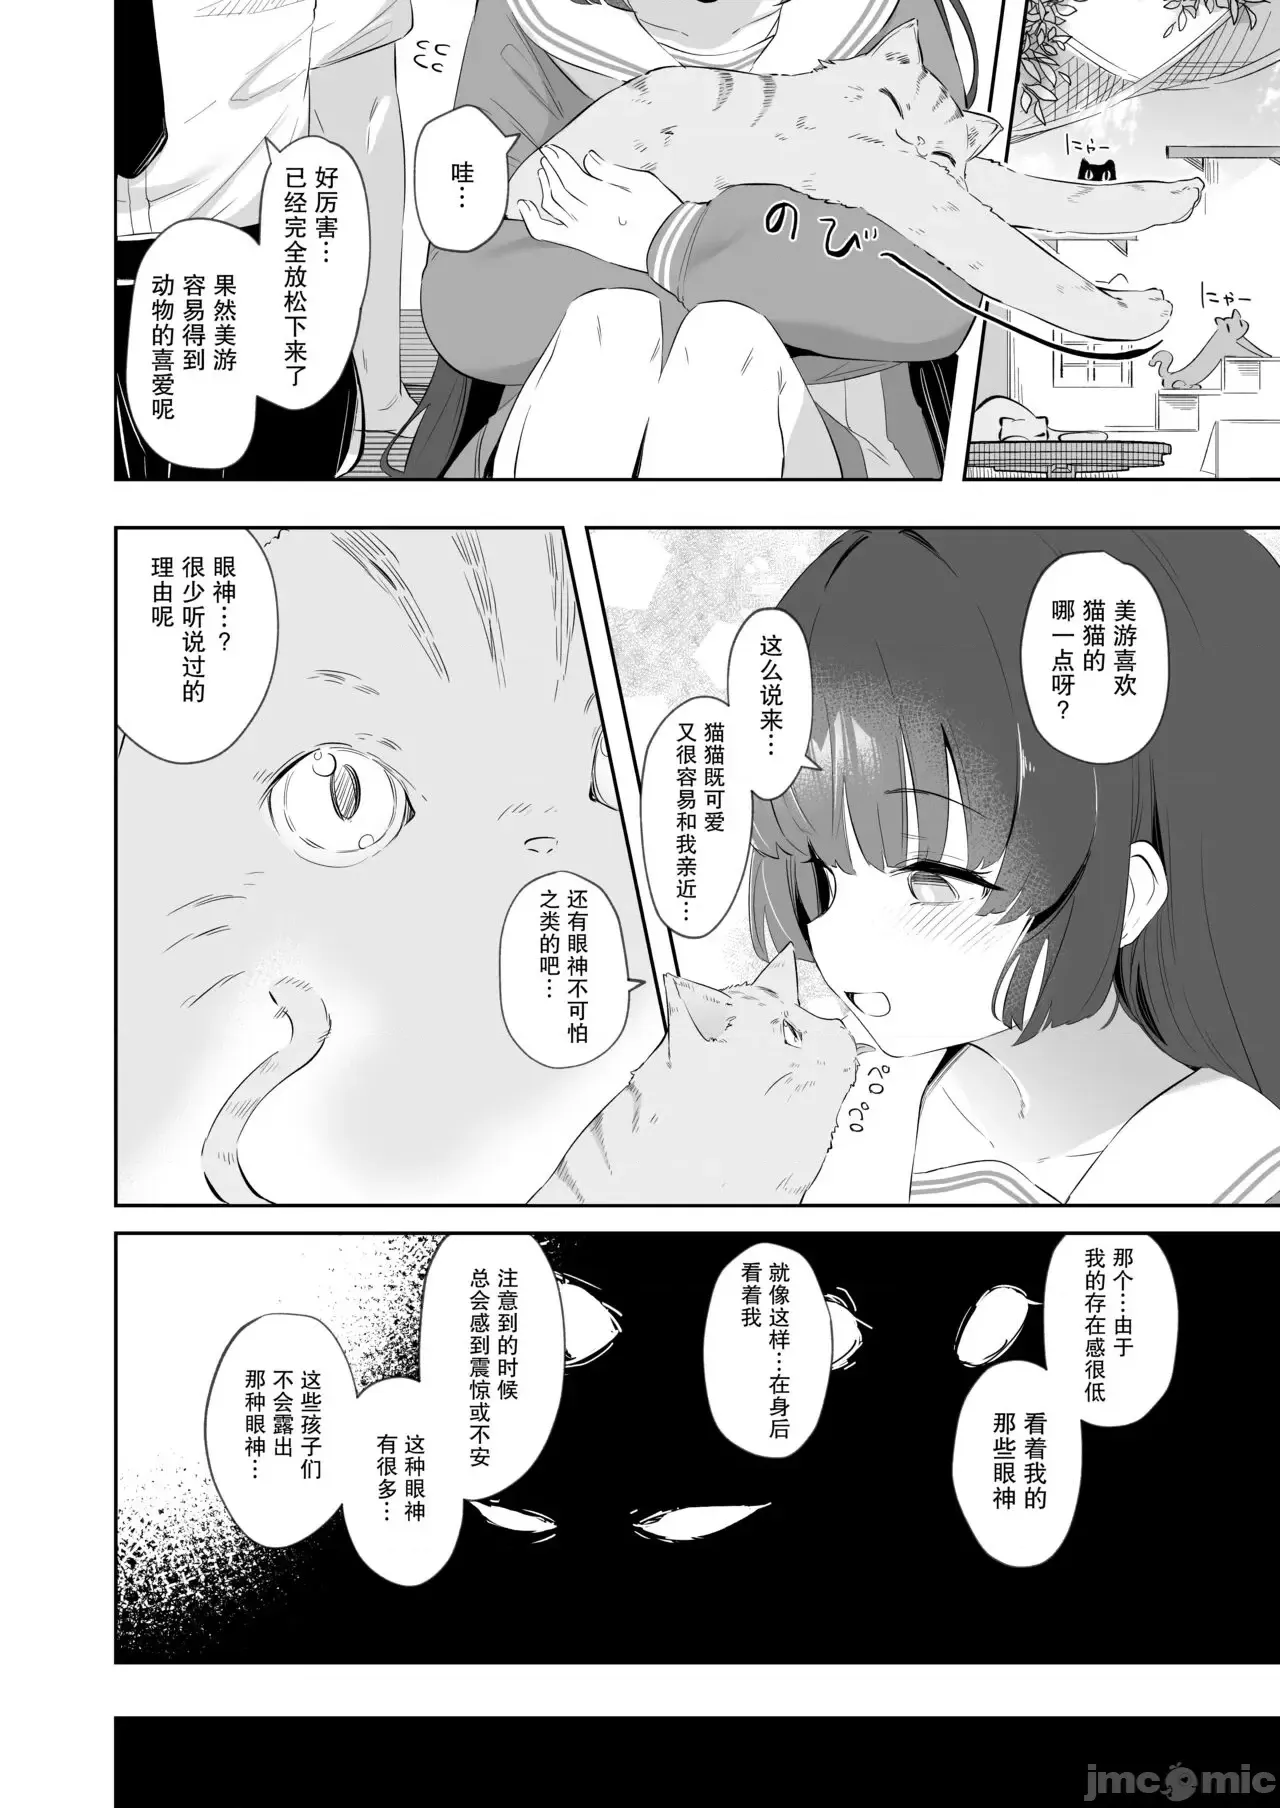 にゃー
にゃー
哇…
のび
好厉害…
已经完全放松下来了
果然美游
容易得到
动物的喜爱呢
美游喜欢
猫猫的
哪一点呀？
这么说来…
猫猫既可爱
又很容易和我亲近…
ペロペロ
还有眼神不可怕
之类的吧…
眼神…？
很少听说过的
理由呢
那个…由于
我的存在感很低
看着我的
那些眼神
就像这样…在身后
看着我
注意到的时候
总会感到震惊或不安
这种眼神
有很多…
这些孩子们
不会露出
那种眼神…
jmcomic